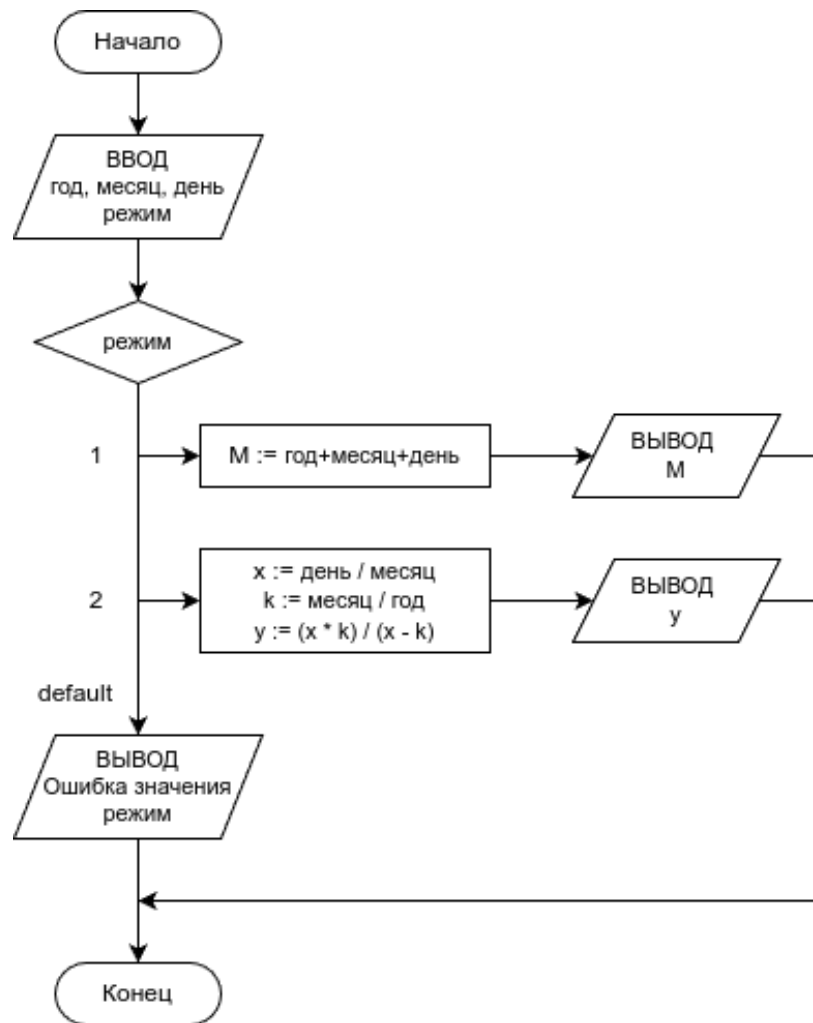 Начало
ВВОД
год, месяц, день
режим
режим
1
M := год+месяц+день
ВЫВОД
M
2
x := день / месяц
k := месяц / год
y := (x * k) / (x - k)
ВЫВОД
y
default
ВЫВОД
Ошибка значения
режим
Конец